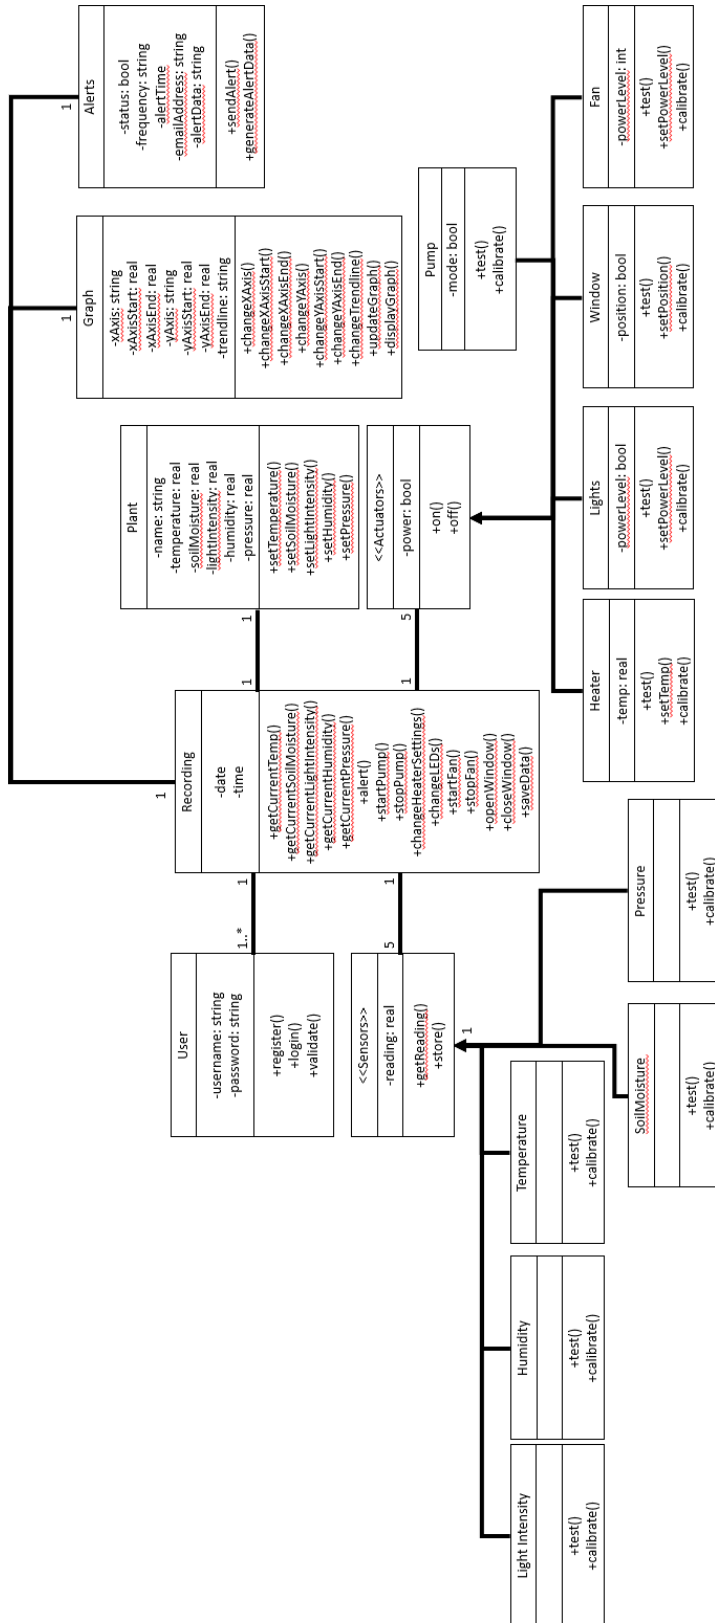 User
-username: string
-password: string
+register()
+login()
+validate()
1..*
1
<<Sensors>>
-reading: real
+getReading()
+store()
5
1
1
Recording
-date
-time
+getCurrentTemp()
+getCurrentSoilMoisture()
+getCurrentLightIntensity()
+getCurrentHumidity()
+getCurrentPressure()
+alert()
+startPump()
+stopPump()
+changeHeaterSettings()
+changeLEDs()
+startFan()
+stopFan()
+openWindow()
+closeWindow()
+saveData()
1
1
1
Plant
-name: string
-temperature: real
-soilMoisture: real
-lightIntensity: real
-humidity: real
-pressure: real
+setTemperature()
+setSoilMoisture()
+setLightIntensity()
+setHumidity()
+setPressure()
1
5
<<Actuators>>
-power: bool
+on()
+off()
1
Graph
-xAxis: string
-xAxisStart: real
-xAxisEnd: real
-yAxis: string
-yAxisStart: real
-yAxisEnd: real
-trendline: string
+changeXAxis()
+changeXAxisStart()
+changeXAxisEnd()
+changeYAxis()
+changeYAxisStart()
+changeYAxisEnd()
+changeTrendline()
+updateGraph()
+displayGraph()
1
Alerts
-status: bool
-frequency: string
-alertTime
-emailAddress: string
-alertData: string
+sendAlert()
+generateAlertData()
Pump
-mode: bool
+test()
+calibrate()
Light Intensity
+test()
+calibrate()
Humidity
+test()
+calibrate()
Temperature
+test()
+calibrate()
SoilMoisture
+test()
+calibrate()
Pressure
+test()
+calibrate()
Heater
-temp: real
+test()
+setTemp()
+calibrate()
Lights
-powerLevel: bool
+test()
+setPowerLevel()
+calibrate()
Window
-position: bool
+test()
+setPosition()
+calibrate()
Fan
-powerLevel: int
+test()
+setPowerLevel()
+calibrate()